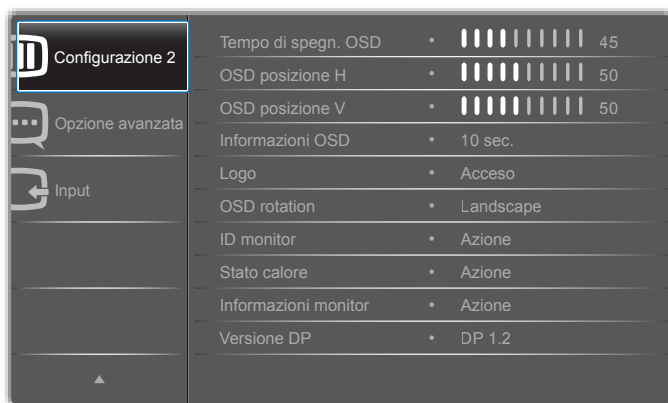 Configurazione 2
Opzione avanzata
Input
Tempo di spegn. OSD • 45
OSD posizione H • 50
OSD posizione V • 50
Informazioni OSD • 10 sec.
Logo • Acceso
OSD rotation • Landscape
ID monitor • Azione
Stato calore • Azione
Informazioni monitor • Azione
Versione DP • DP 1.2